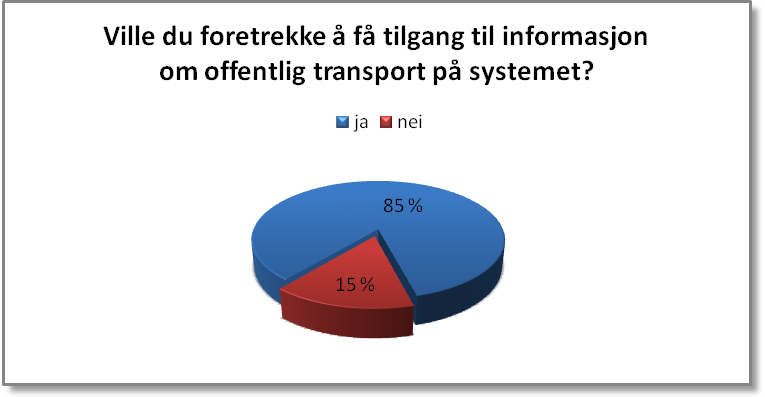 Ville du foretrekke å få tilgang til informasjon
om offentlig transport på systemet?
ja nei
85 %
15 %